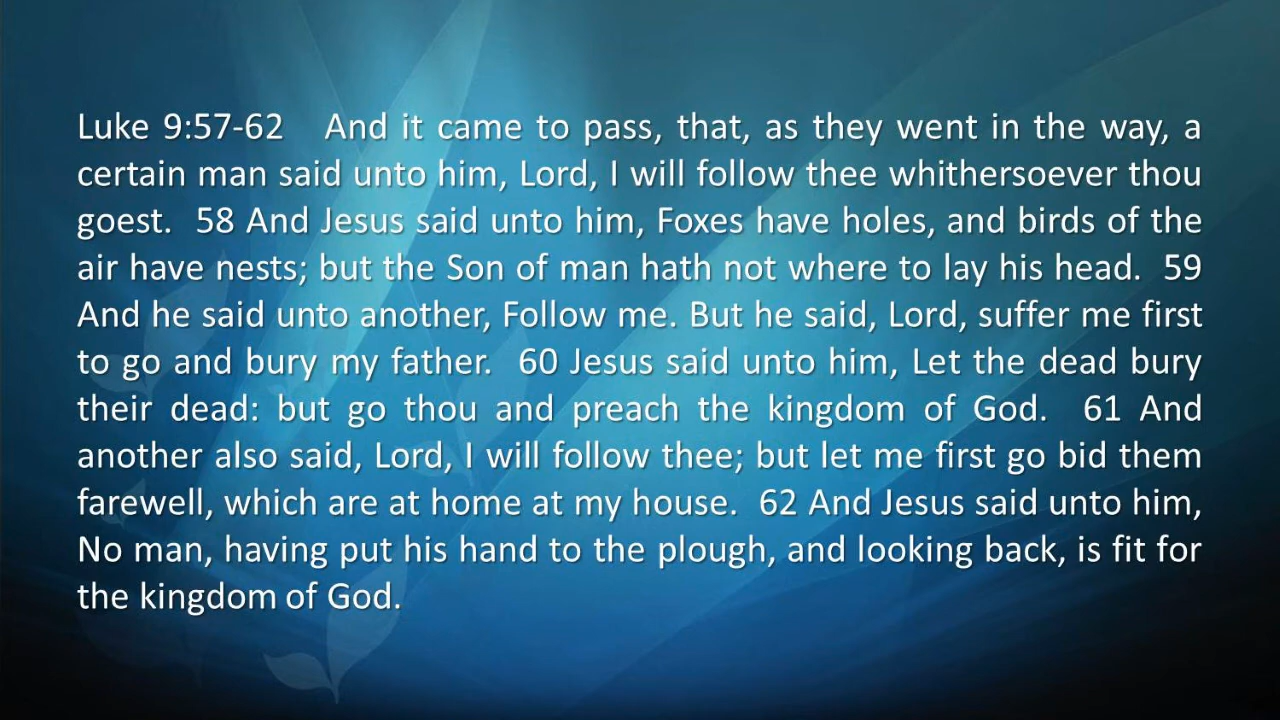 Luke 9:57-62 And it came to pass, that, as they went in the way, a
certain man said unto him, Lord, I will follow thee whithersoever thou
goest. 58 And Jesus said unto him, Foxes have holes, and birds of the
air have nests; but the Son of man hath not where to lay his head. 59
And he said unto another, Follow me. But he said, Lord, suffer me first
to go and bury my father. 60 Jesus said unto him, Let the dead bury
their dead: but go thou and preach the kingdom of God. 61 And
another also said, Lord, I will follow thee; but let me first go bid them
farewell, which are at home at my house. 62 And Jesus said unto him,
No man, having put his hand to the plough, and looking back, is fit for
the kingdom of God.